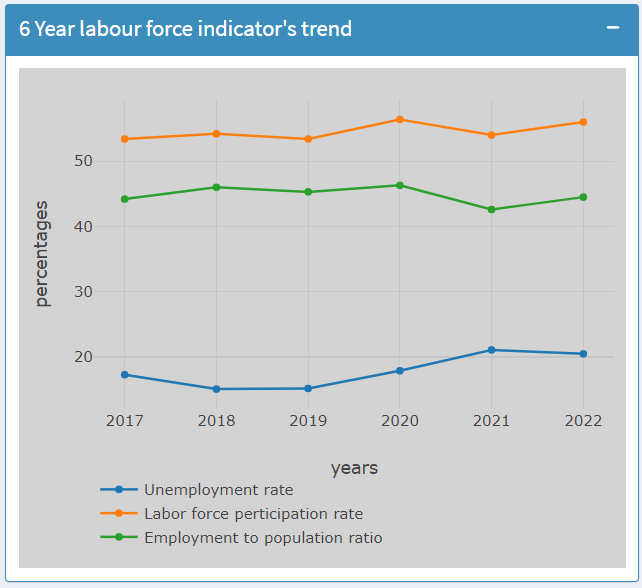 6 Year labour force indicator's trend
percentages
50
40
30
20
2017 2018 2019 2020 2021 2022
years
Unemployment rate
Labor force perticipation rate
Employment to population ratio